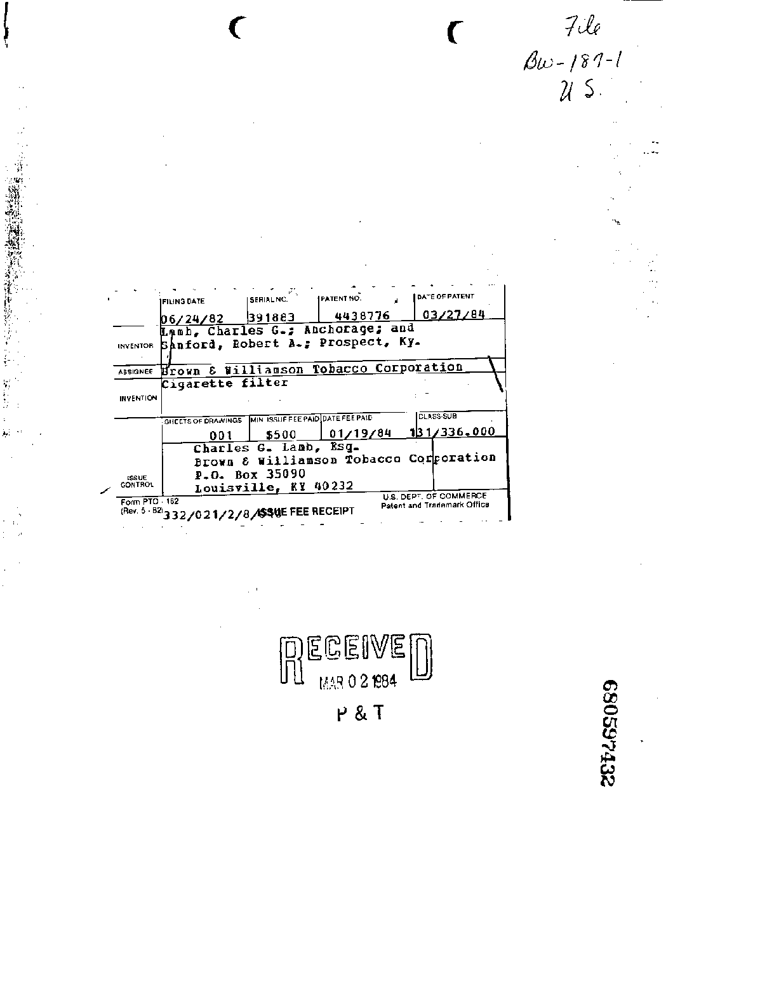 File
BW-187-1
U S.
FILING DATE SERIAL NC. PATENT NO. DATE OF PATENT
06/24/82 391883 4438776 03/27/84
INVENTOR Lamb, Charles G.; Anchorage; and
Sanford, Robert A.; Prospect, Ky.
ASSIGNEE Brown & Williamson Tobacco Corporation
INVENTION Cigarette filter
SHEETS OF DRAWINGS MIN ISSUE FEE PAID DATE FEE PAID CLASS-SUB
001 $500 01/19/84 131/336.000
Charles G. Lamb, Esq.
Brown & Williamson Tobacco Corporation
P.O. Box 35090
Louisville, KY 40232
ISSUE
CONTROL
Form PTO - 162
(Rev. 5 - 82) 332/021/2/8/ISSUE FEE RECEIPT
U.S. DEPT. OF COMMERCE
Patent and Trademark Office
RECEIVED
MAR 02 1984
P & T
680597432